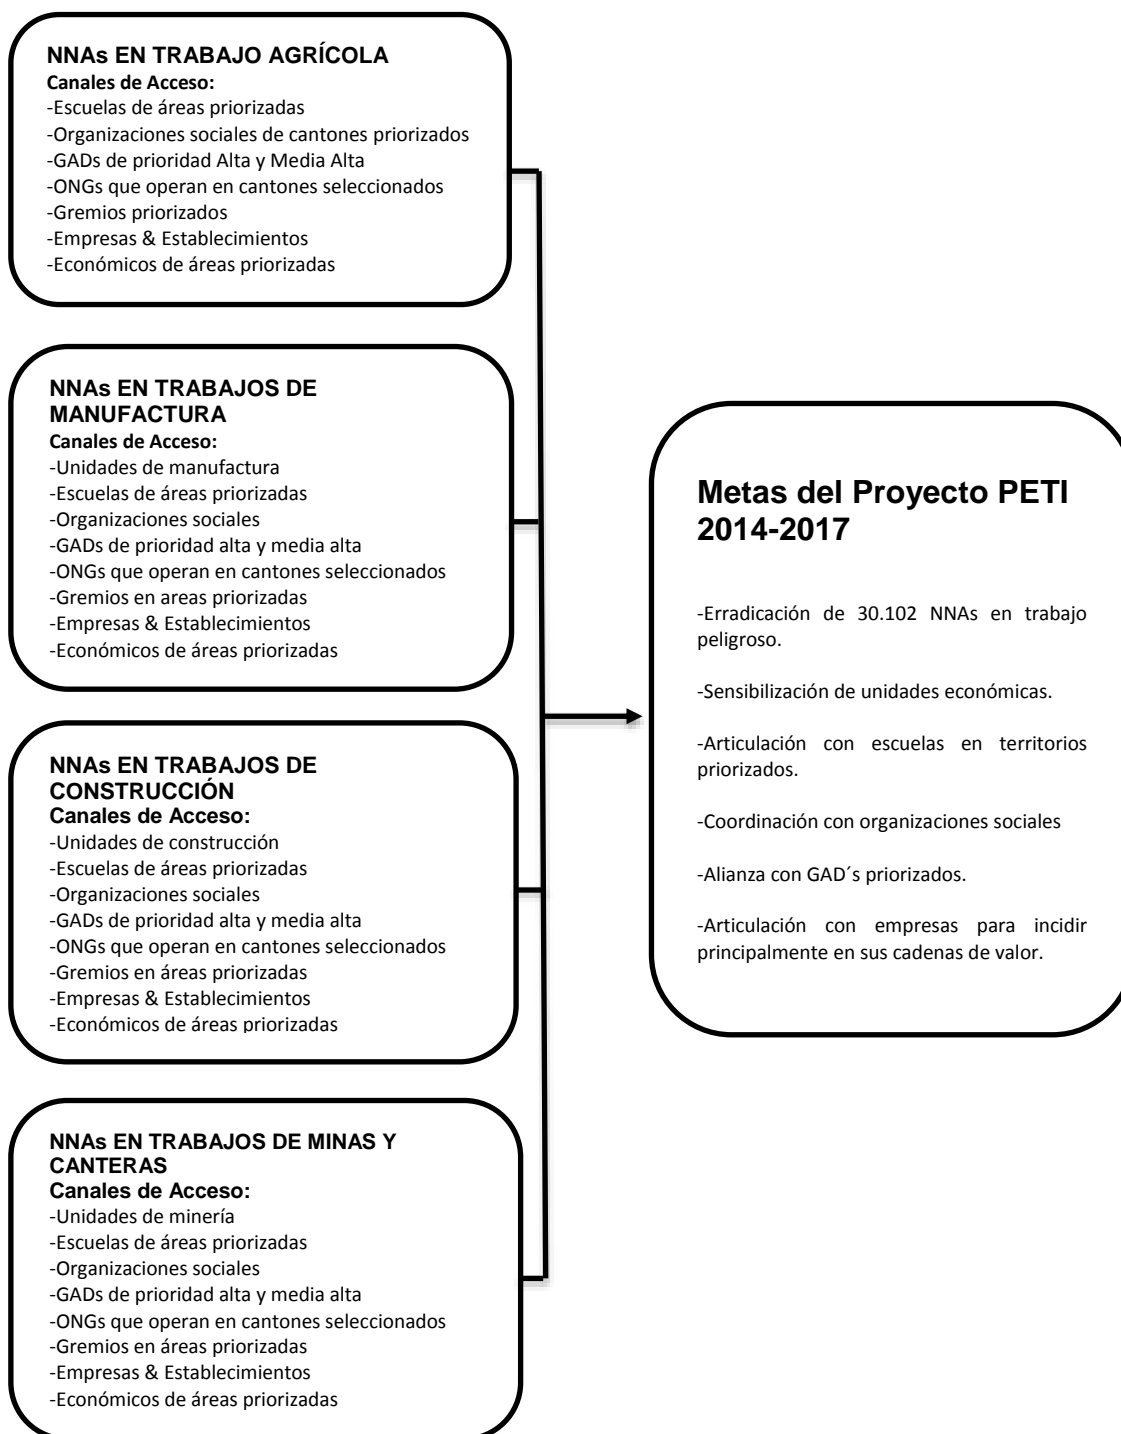 NNAs EN TRABAJO AGRÍCOLA
Canales de Acceso:
-Escuelas de áreas priorizadas
-Organizaciones sociales de cantones priorizados
-GADs de prioridad Alta y Media Alta
-ONGs que operan en cantones seleccionados
-Gremios priorizados
-Empresas & Establecimientos
-Económicos de áreas priorizadas
NNAs EN TRABAJOS DE
MANUFACTURA
Canales de Acceso:
-Unidades de manufactura
-Escuelas de áreas priorizadas
-Organizaciones sociales
-GADs de prioridad alta y media alta
-ONGs que operan en cantones seleccionados
-Gremios en areas priorizadas
-Empresas & Establecimientos
-Económicos de áreas priorizadas
NNAs EN TRABAJOS DE
CONSTRUCCIÓN
Canales de Acceso:
-Unidades de construcción
-Escuelas de áreas priorizadas
-Organizaciones sociales
-GADs de prioridad alta y media alta
-ONGs que operan en cantones seleccionados
-Gremios en áreas priorizadas
-Empresas & Establecimientos
-Económicos de áreas priorizadas
NNAs EN TRABAJOS DE MINAS Y
CANTERAS
Canales de Acceso:
-Unidades de minería
-Escuelas de áreas priorizadas
-Organizaciones sociales
-GADs de prioridad alta y media alta
-ONGs que operan en cantones seleccionados
-Gremios en áreas priorizadas
-Empresas & Establecimientos
-Económicos de áreas priorizadas
Metas del Proyecto PETI
2014-2017
-Erradicación de 30.102 NNAs en trabajo
peligroso.
-Sensibilización de unidades económicas.
-Articulación con escuelas en territorios
priorizados.
-Coordinación con organizaciones sociales
-Alianza con GAD´s priorizados.
-Articulación con empresas para incidir
principalmente en sus cadenas de valor.